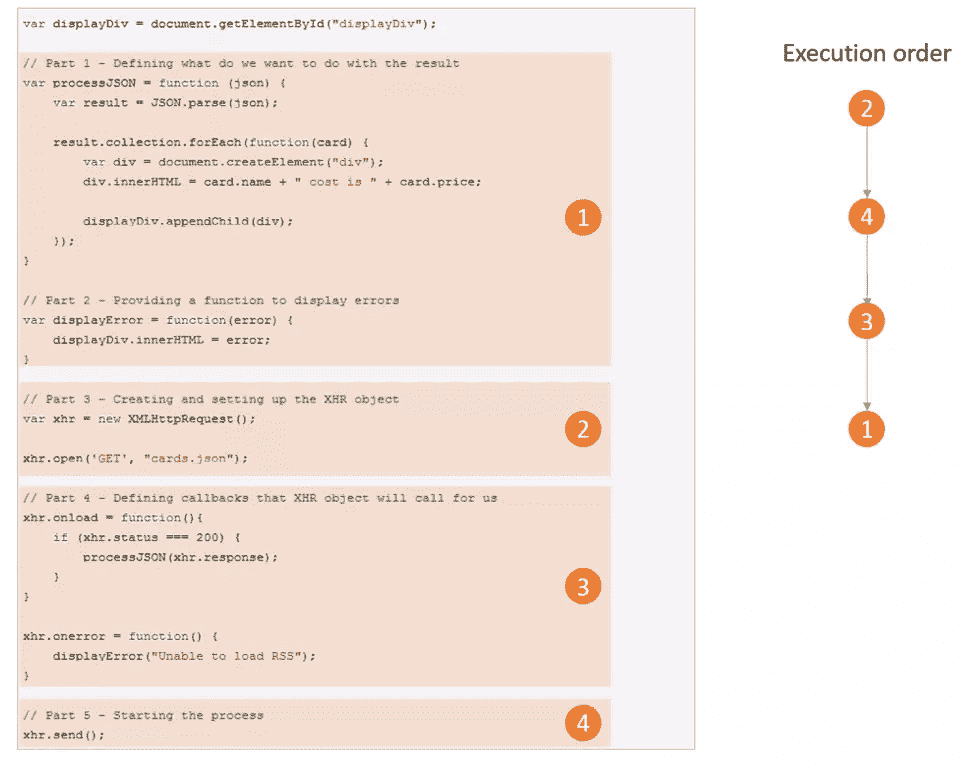 var displayDiv = document.getElementById("displayDiv");
// Part 1 - Defining what do we want to do with the result
var processJSON = function (json) {
var result = JSON.parse(json);
result.collection.forEach(function(card) {
var div = document.createElement("div");
div.innerHTML = card.name + " cost is " + card.price;
displayDiv.appendChild(div);
});
}
1
// Part 2 - Providing a function to display errors
var displayError = function(error) {
displayDiv.innerHTML = error;
}
// Part 3 - Creating and setting up the XHR object
var xhr = new XMLHttpRequest();
xhr.open('GET', "cards.json");
2
// Part 4 - Defining callbacks that XHR object will call for us
xhr.onload = function(){
if (xhr.status === 200) {
processJSON(xhr.response);
}
}
3
xhr.onerror = function() {
displayError("Unable to load RSS");
}
// Part 5 - Starting the process
xhr.send();
4
Execution order
2
4
3
1